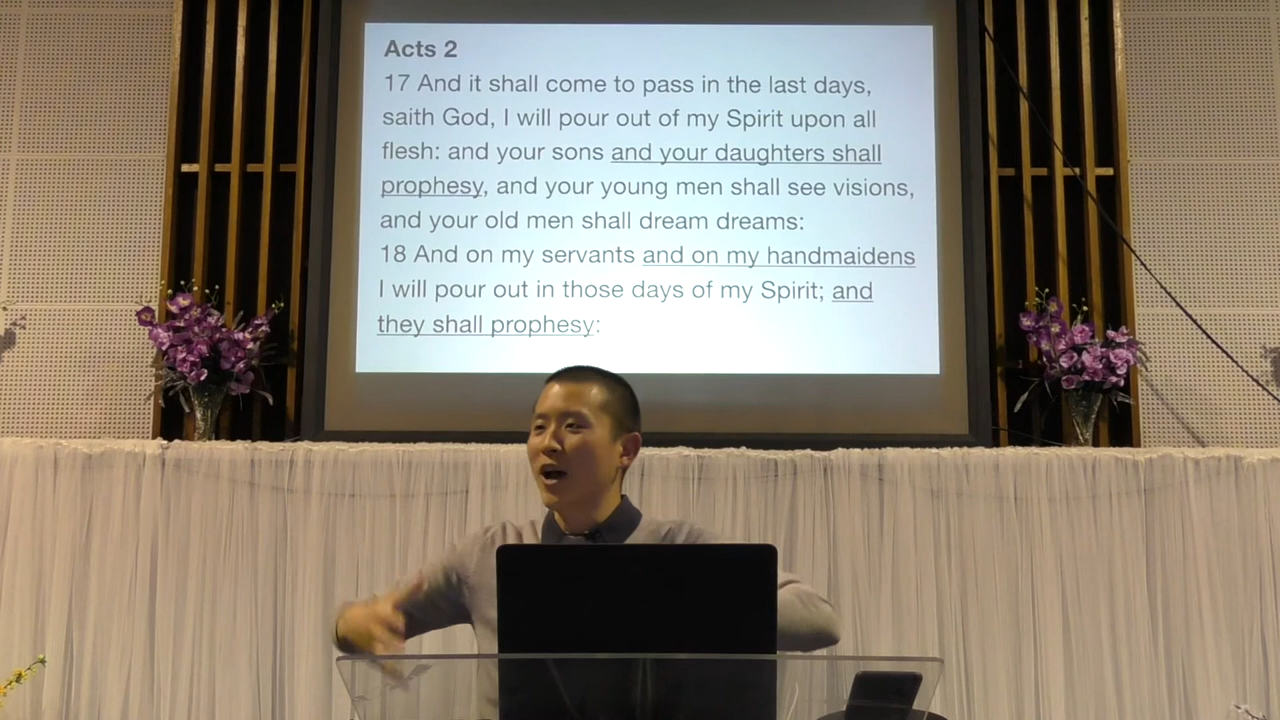 Acts 2
17 And it shall come to pass in the last days,
saith God, I will pour out of my Spirit upon all
flesh: and your sons and your daughters shall
prophesy, and your young men shall see visions,
and your old men shall dream dreams:
18 And on my servants and on my handmaidens
I will pour out in those days of my Spirit; and
they shall prophesy: